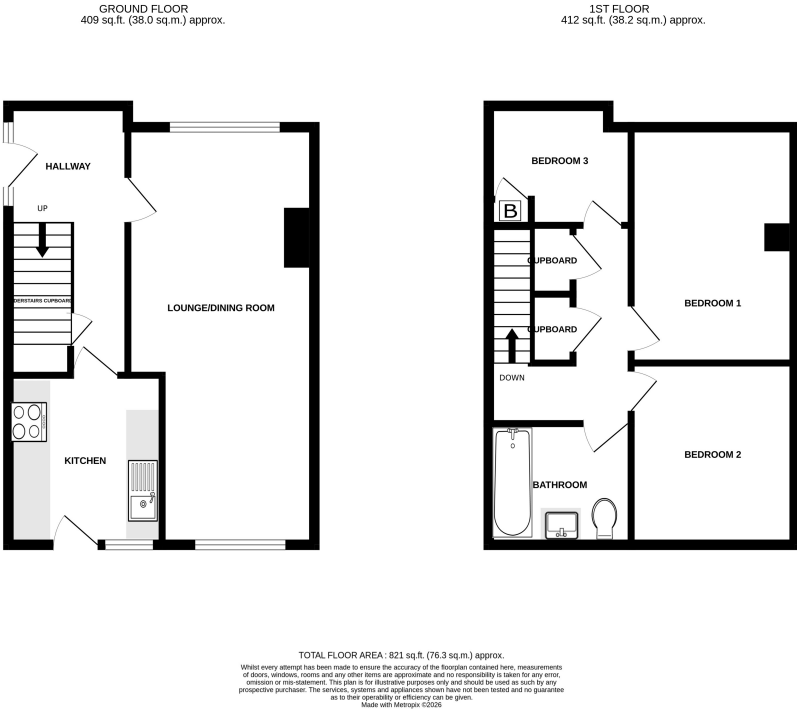 GROUND FLOOR
409 sq.ft. (38.0 sq.m.) approx.
1ST FLOOR
412 sq.ft. (38.2 sq.m.) approx.
HALLWAY
UP
DERSTAIRS CUPBOARD
LOUNGE/DINING ROOM
KITCHEN
BEDROOM 3
B
CUPBOARD
CUPBOARD
DOWN
BEDROOM 1
BEDROOM 2
BATHROOM
TOTAL FLOOR AREA : 821 sq.ft. (76.3 sq.m.) approx.
Whilst every attempt has been made to ensure the accuracy of the floorplan contained here, measurements
of doors, windows, rooms and any other items are approximate and no responsibility is taken for any error,
omission or mis-statement. This plan is for illustrative purposes only and should be used as such by any
prospective purchaser. The services, systems and appliances shown have not been tested and no guarantee
as to their operability or efficiency can be given.
Made with Metropix ©2026